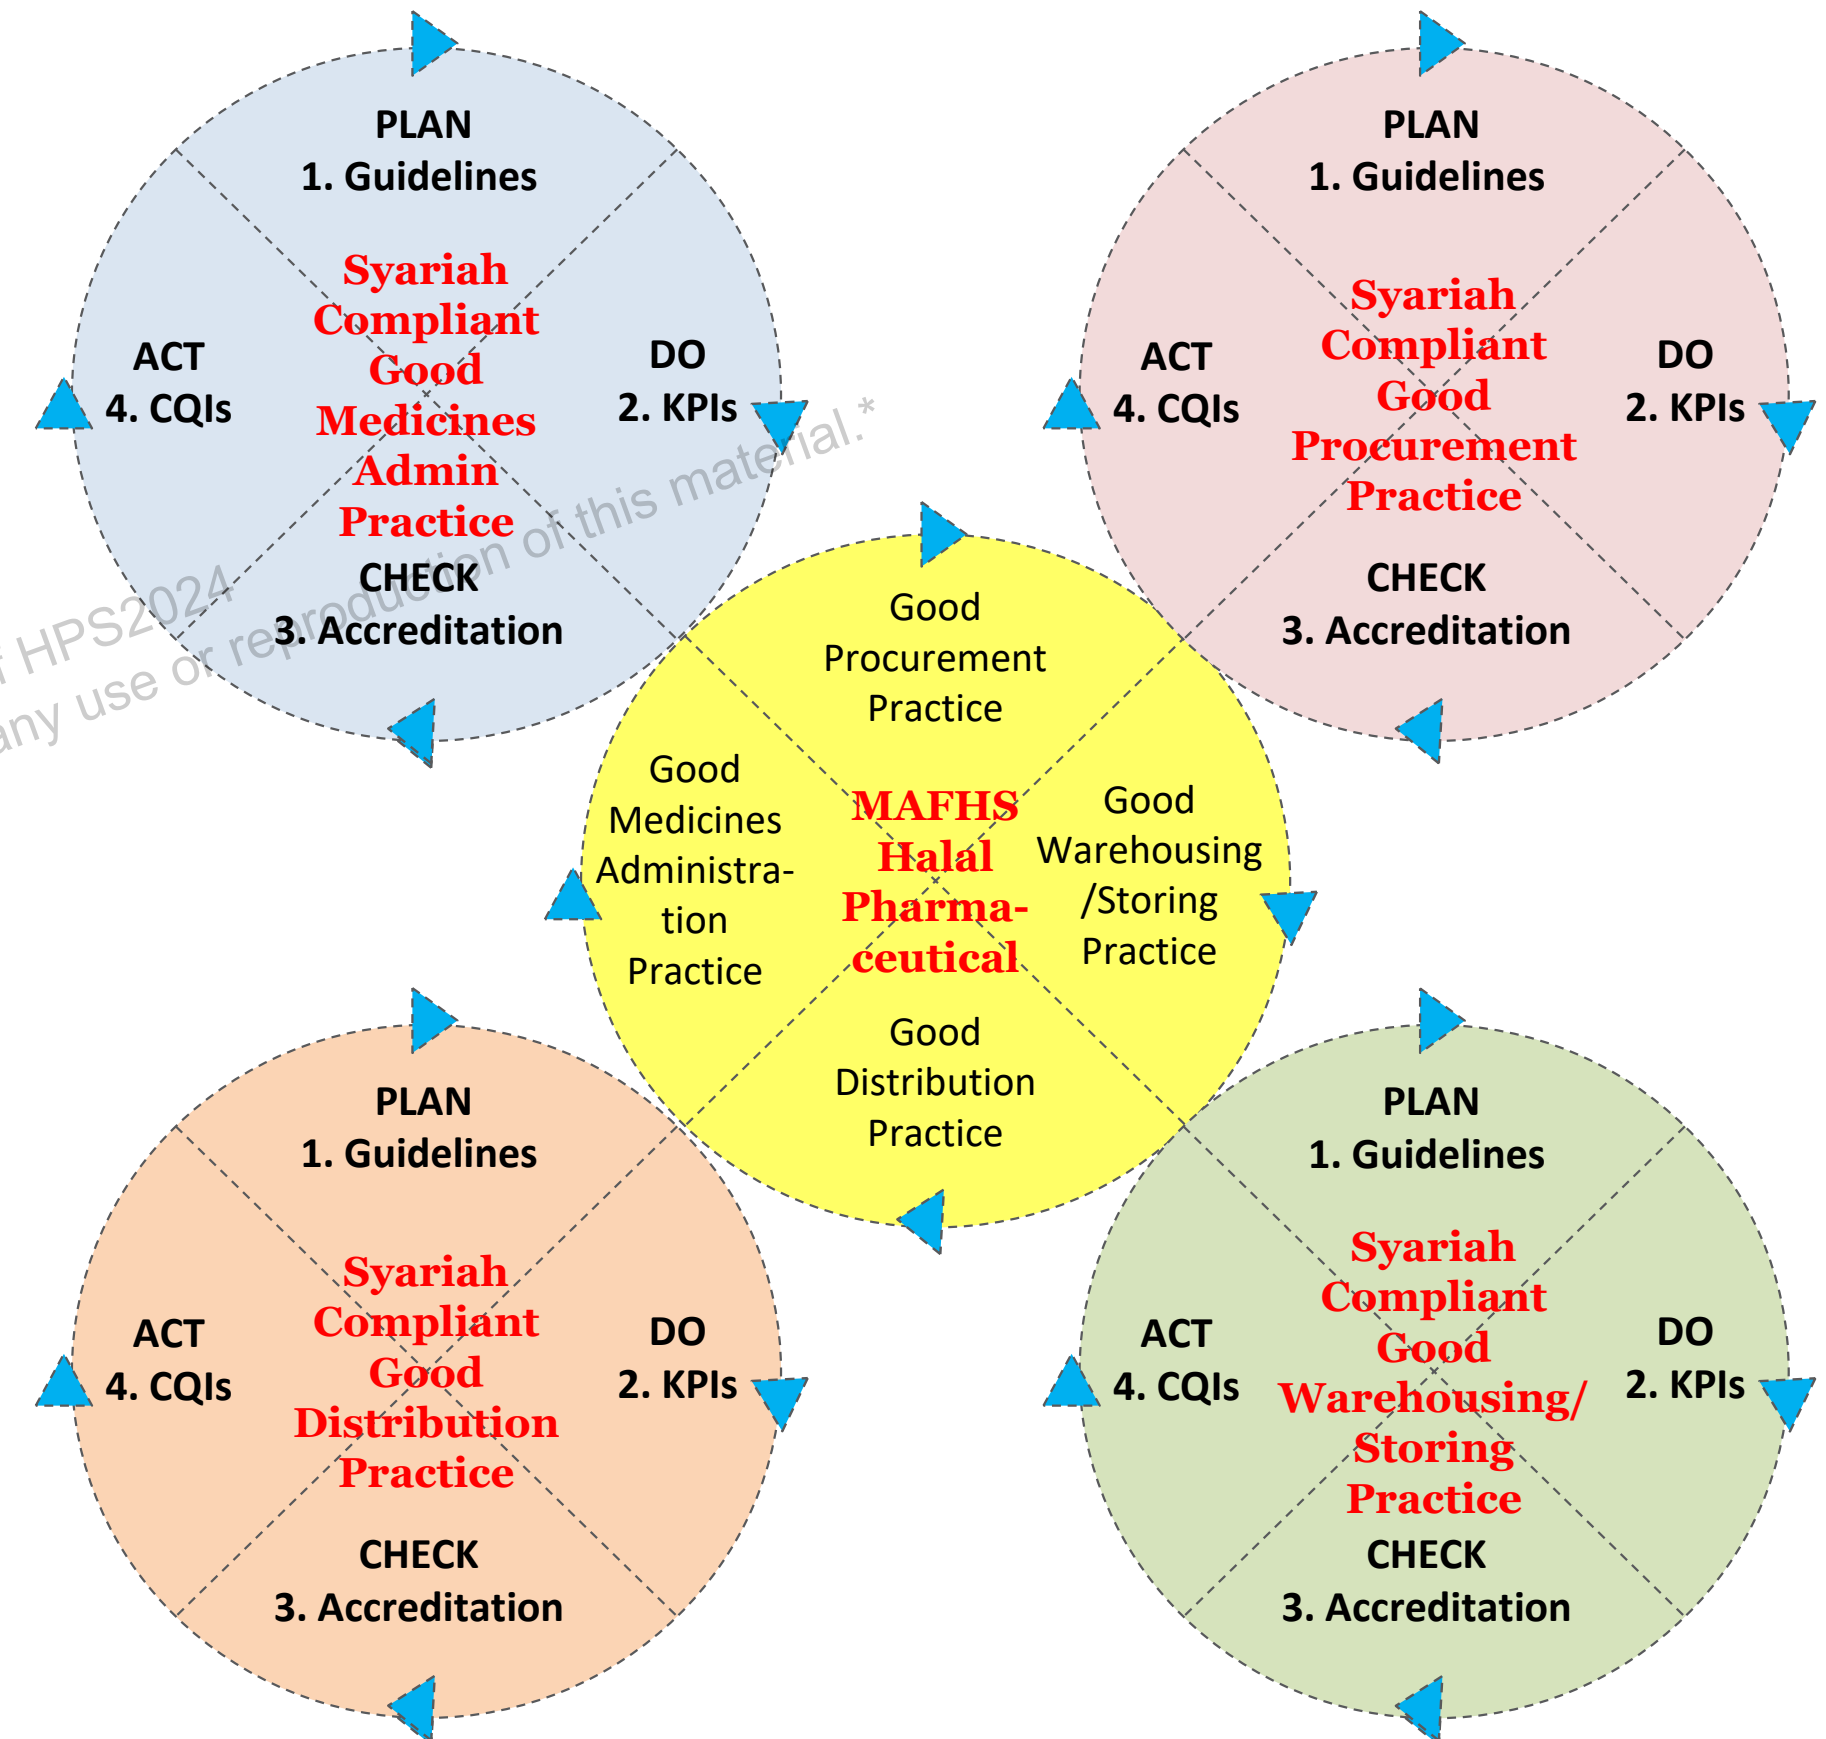 PLAN
1. Guidelines
Syariah
Compliant
Good
Medicines
Admin
Practice
ACT
4. CQIs
DO
2. KPIs
CHECK
3. Accreditation
PLAN
1. Guidelines
Syariah
Compliant
Good
Procurement
Practice
ACT
4. CQIs
DO
2. KPIs
CHECK
3. Accreditation
HPS2024
any use or reproduction of this material.*
Good
Procurement
Practice
Good
Medicines
Administra-
tion
Practice
MAFHS
Halal
Pharma-
ceutical
Good
Warehousing
/Storing
Practice
Good
Distribution
Practice
PLAN
1. Guidelines
Syariah
Compliant
Good
Distribution
Practice
ACT
4. CQIs
DO
2. KPIs
CHECK
3. Accreditation
PLAN
1. Guidelines
Syariah
Compliant
Good
Warehousing/
Storing
Practice
ACT
4. CQIs
DO
2. KPIs
CHECK
3. Accreditation